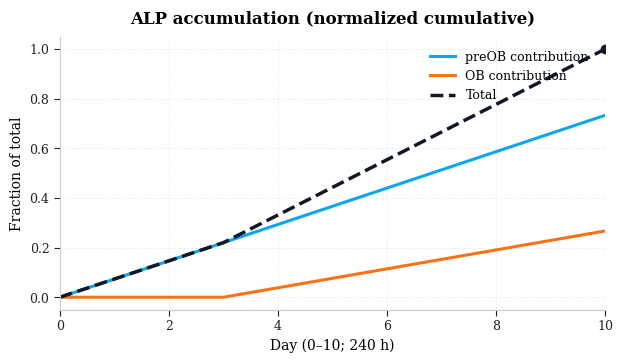 ALP accumulation (normalized cumulative)
preOB contribution
OB contribution
Total
Fraction of total
1.0
0.8
0.6
0.4
0.2
0.0
0 2 4 6 8 10
Day (0–10; 240 h)